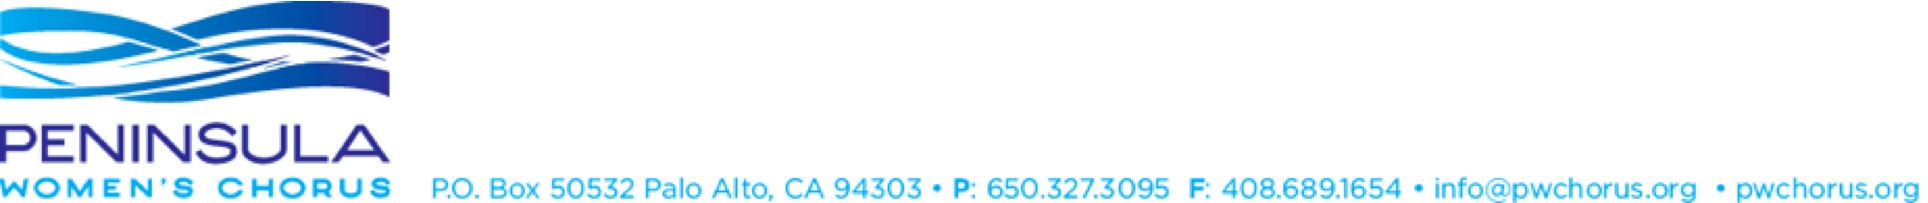 PENINSULA
WOMEN'S CHORUS
P.O. Box 50532 Palo Alto, CA 94303 • P: 650.327.3095 F: 408.689.1654 • info@pwchorus.org • pwchorus.org